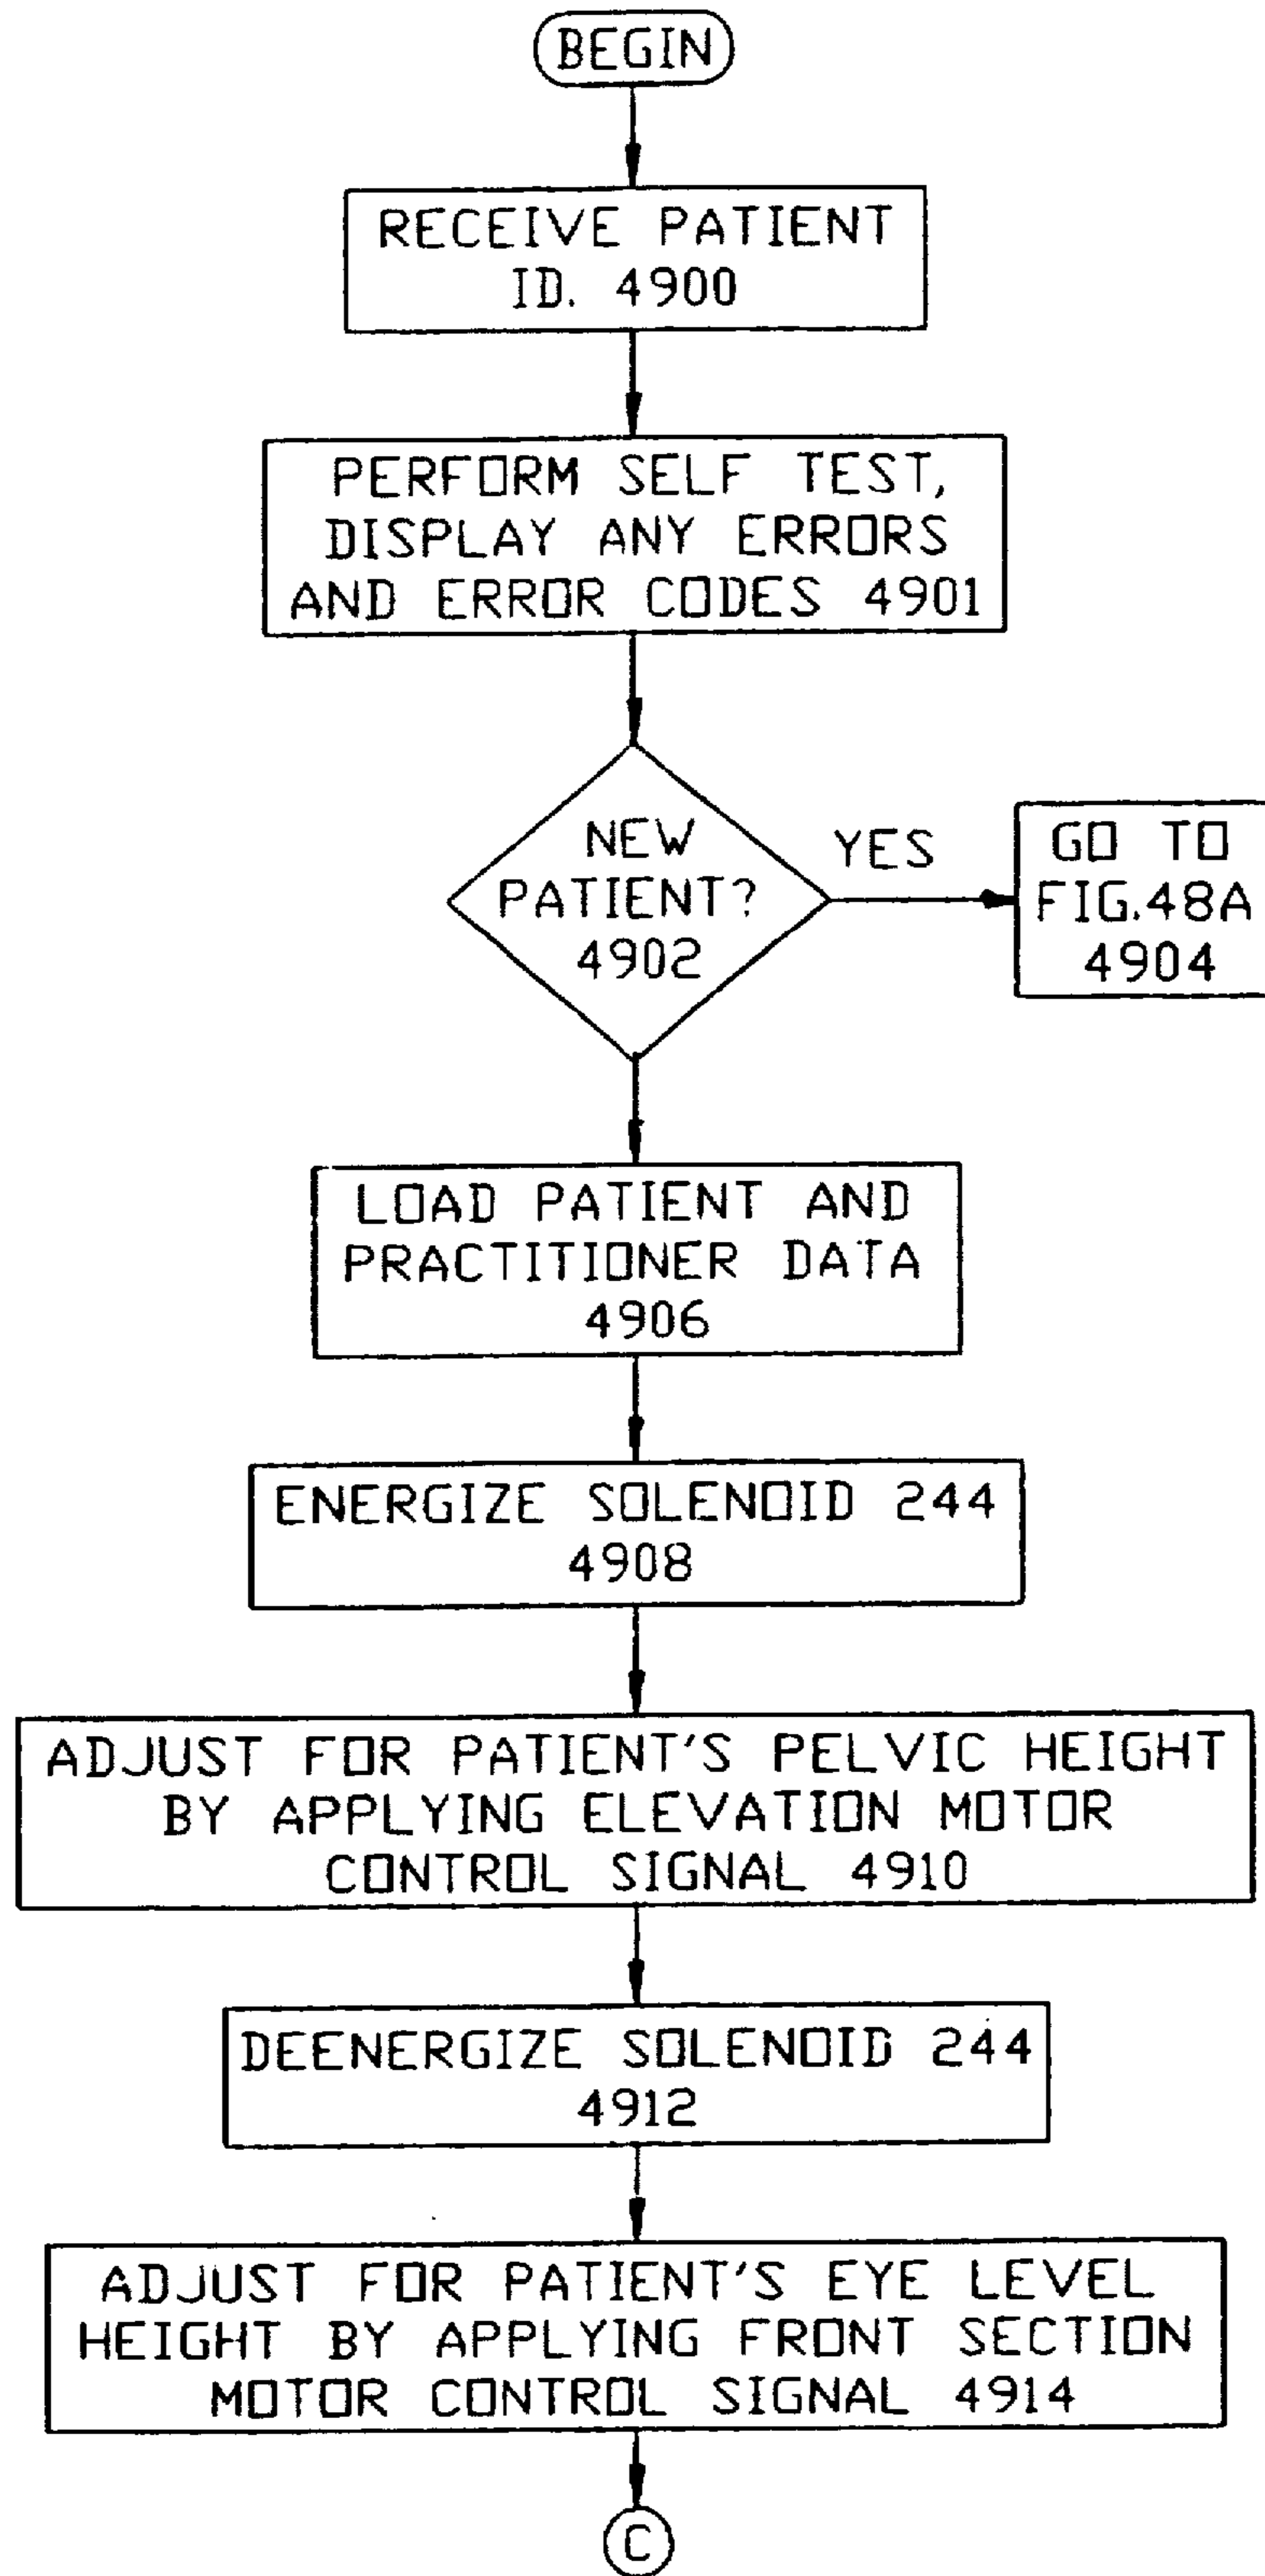 BEGIN
RECEIVE PATIENT
ID. 4900
PERFORM SELF TEST,
DISPLAY ANY ERRORS
AND ERROR CODES 4901
NEW
PATIENT?
4902
YES
GO TO
FIG.48A
4904
LOAD PATIENT AND
PRACTITIONER DATA
4906
ENERGIZE SOLENOID 244
4908
ADJUST FOR PATIENT'S PELVIC HEIGHT
BY APPLYING ELEVATION MOTOR
CONTROL SIGNAL 4910
DEENERGIZE SOLENOID 244
4912
ADJUST FOR PATIENT'S EYE LEVEL
HEIGHT BY APPLYING FRONT SECTION
MOTOR CONTROL SIGNAL 4914
C